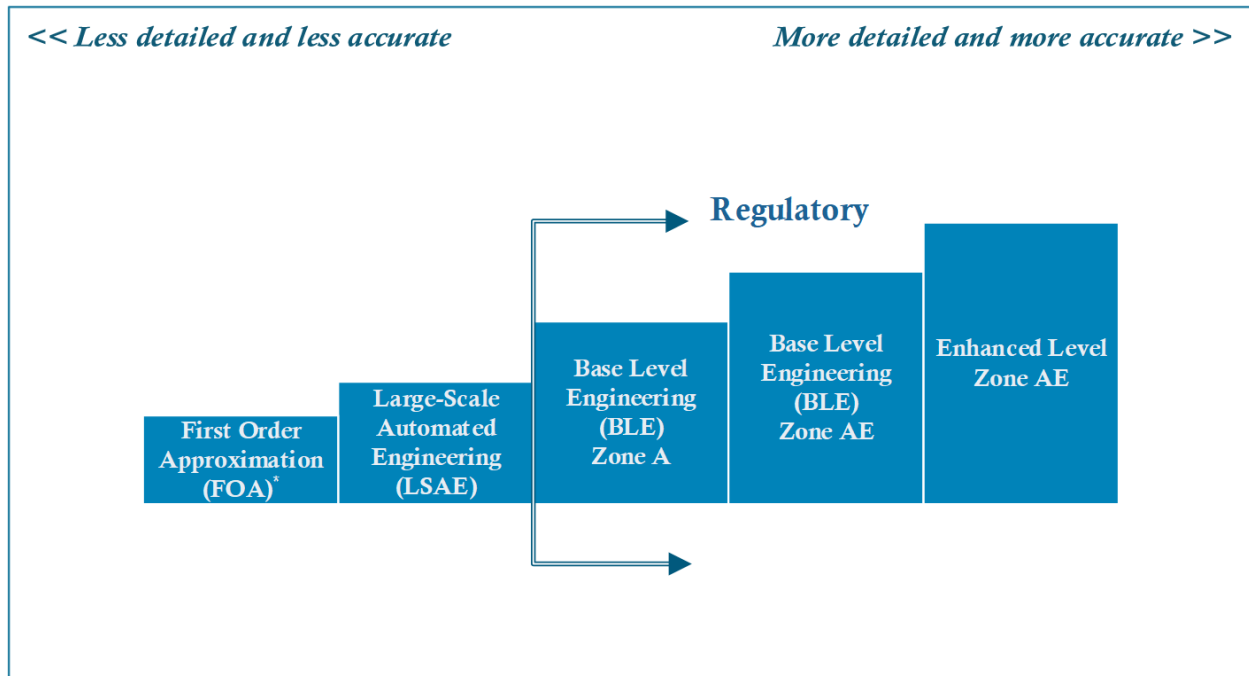 << Less detailed and less accurate
More detailed and more accurate >>
Regulatory
First Order
Approximation
(FOA)*
Large-Scale
Automated
Engineering
(LSAE)
Base Level
Engineering
(BLE)
Zone A
Base Level
Engineering
(BLE)
Zone AE
Enhanced Level
Zone AE